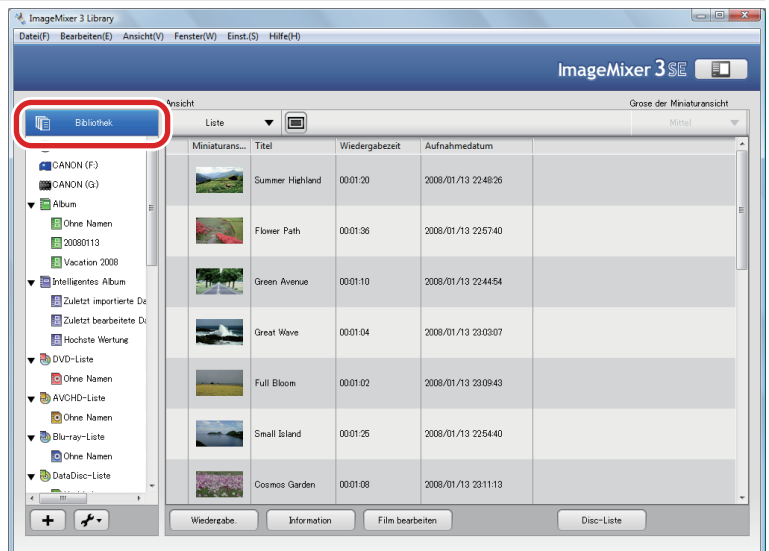 ImageMixer 3 Library
Datei(F) Bearbeiten(E) Ansicht(V) Fenster(W) Einst.(S) Hilfe(H)
ImageMixer 3 SE
Ansicht Grose der Miniaturansicht
Bibliothek Liste Mittel
Miniaturans... Titel Wiedergabezeit Aufnahmedatum
CANON (F:)
CANON (G:)
Album
Ohne Namen
20080113
Vacation 2008
Intelligentes Album
Zuletzt importierte Da
Zuletzt bearbeitete Da
Hochste Wertung
DVD-Liste
Ohne Namen
AVCHD-Liste
Ohne Namen
Blu-ray-Liste
Ohne Namen
DataDisc-Liste
Summer Highland 00:01:20 2008/01/13 22:48:26
Flower Path 00:01:36 2008/01/13 22:57:40
Green Avenue 00:01:10 2008/01/13 22:44:54
Great Wave 00:01:04 2008/01/13 23:03:07
Full Bloom 00:01:02 2008/01/13 23:09:43
Small Island 00:01:25 2008/01/13 22:54:40
Cosmos Garden 00:01:08 2008/01/13 23:11:13
Wiedergabe. Information Film bearbeiten Disc-Liste